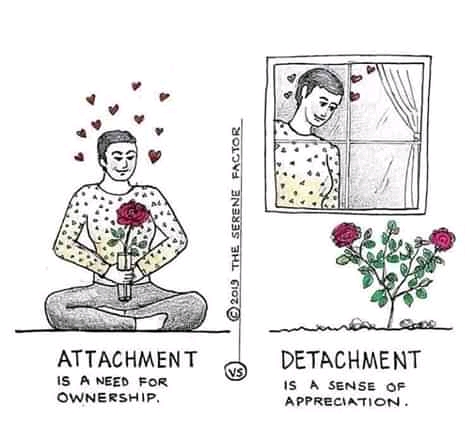 ATTACHMENT
IS A NEED FOR
OWNERSHIP.
© 2019 THE SERENE FACTOR
VS
DETACHMENT
IS A SENSE OF
APPRECIATION.